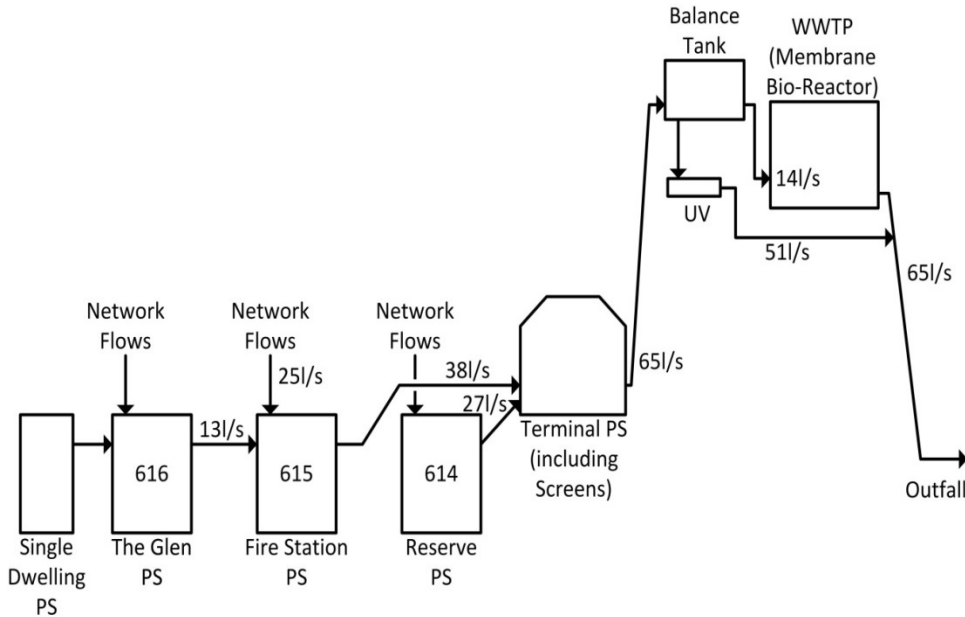 Balance
Tank
WWTP
(Membrane
Bio-Reactor)
14l/s
UV
51l/s
65l/s
Network
Flows
Network
Flows
Network
Flows
25l/s
38l/s
65l/s
27l/s
13l/s
616
615
614
Terminal PS
(including
Screens)
Outfall
Single
Dwelling
PS
The Glen
PS
Fire Station
PS
Reserve
PS